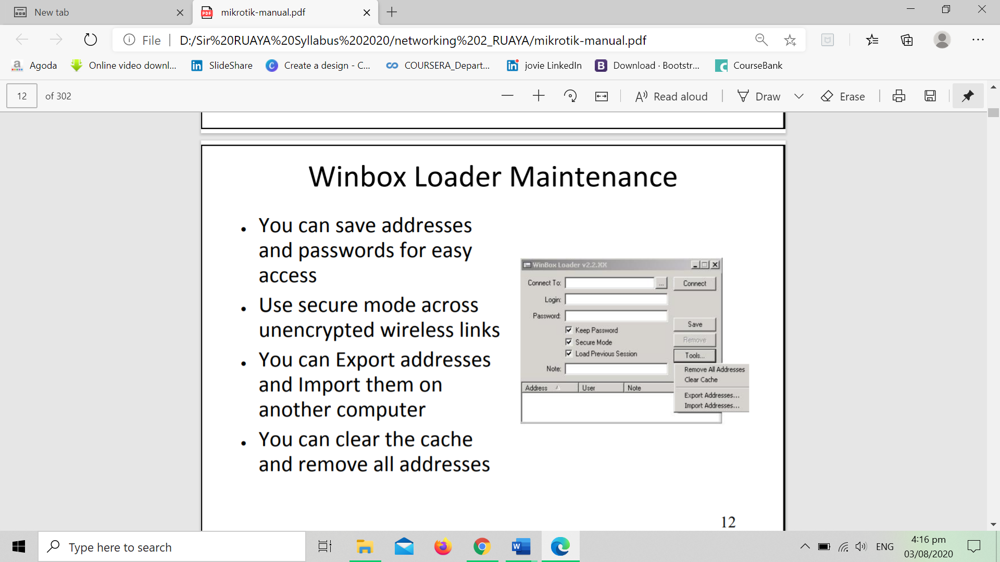 New tab
mikrotik-manual.pdf
File
D:/Sir%20RUAYA%20Syllabus%202020/networking%202_RUAYA/mikrotik-manual.pdf
Agoda
Online video downl...
SlideShare
Create a design - C...
COURSERA_Depart...
jovie LinkedIn
Download · Bootstr...
CourseBank
12 of 302
Read aloud
Draw
Erase
Winbox Loader Maintenance
• You can save addresses
and passwords for easy
access
• Use secure mode across
unencrypted wireless links
• You can Export addresses
and Import them on
another computer
• You can clear the cache
and remove all addresses
WinBox Loader v2.2.XX
Connect To: ... Connect
Login:
Password:
Save
Keep Password
Remove
Secure Mode
Load Previous Session
Tools...
Note:
Remove All Addresses
Clear Cache
Export Addresses...
Import Addresses...
Address User Note
12
Type here to search
ENG
4:16 pm
03/08/2020